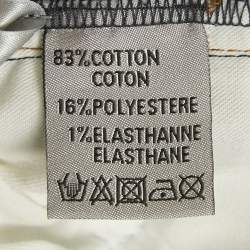 83%COTTON
COTON
16%POLYESTERE
1%ELASTHANNE
ELASTHANE